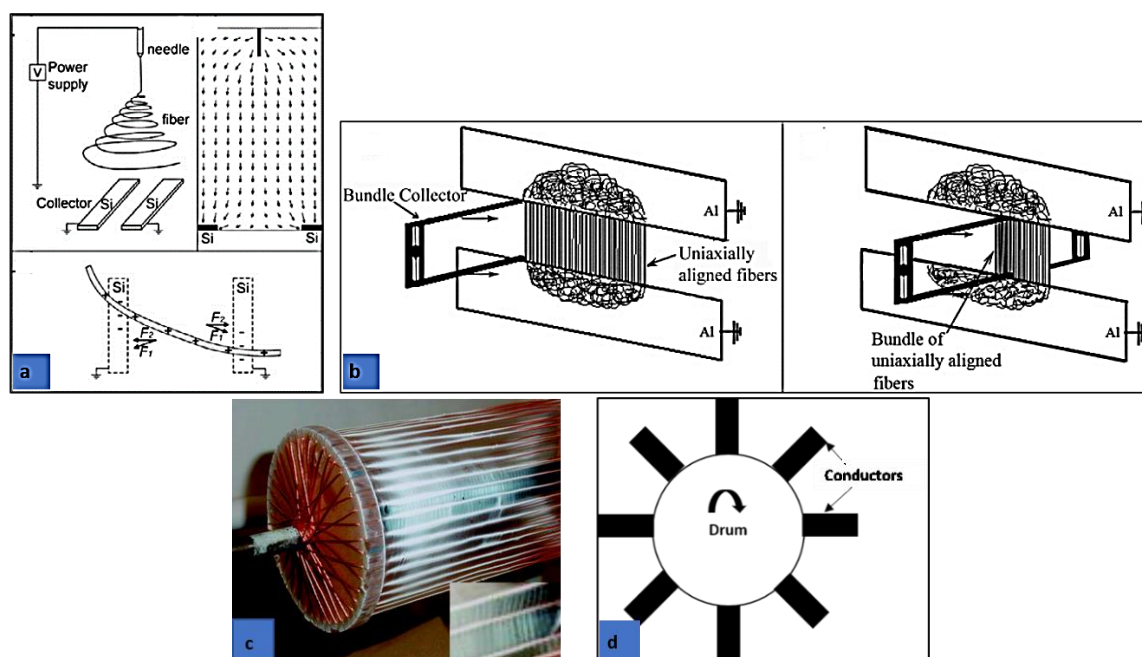 needle
V
Power
supply
fiber
Collector
Si
Si
Si
Si
Si
Si
F₂
F₁
F₂
F₁
a
Bundle Collector
Al
Uniaxially
aligned fibers
Al
b
Al
Al
Bundle of
uniaxially aligned
fibers
c
Conductors
Drum
d